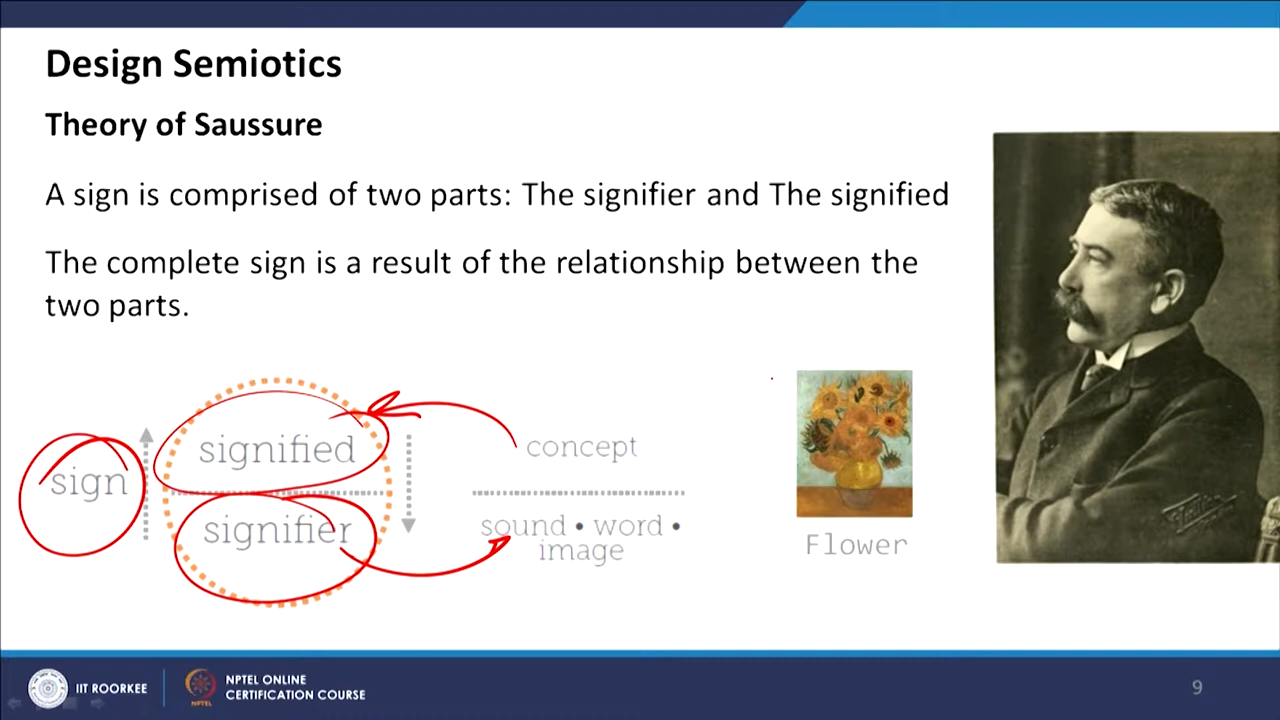 Design Semiotics
Theory of Saussure
A sign is comprised of two parts: The signifier and The signified
The complete sign is a result of the relationship between the
two parts.
sign
signified
signifier
concept
sound • word •
image
Flower
IIT ROORKEE
NPTEL
NPTEL ONLINE
CERTIFICATION COURSE
9